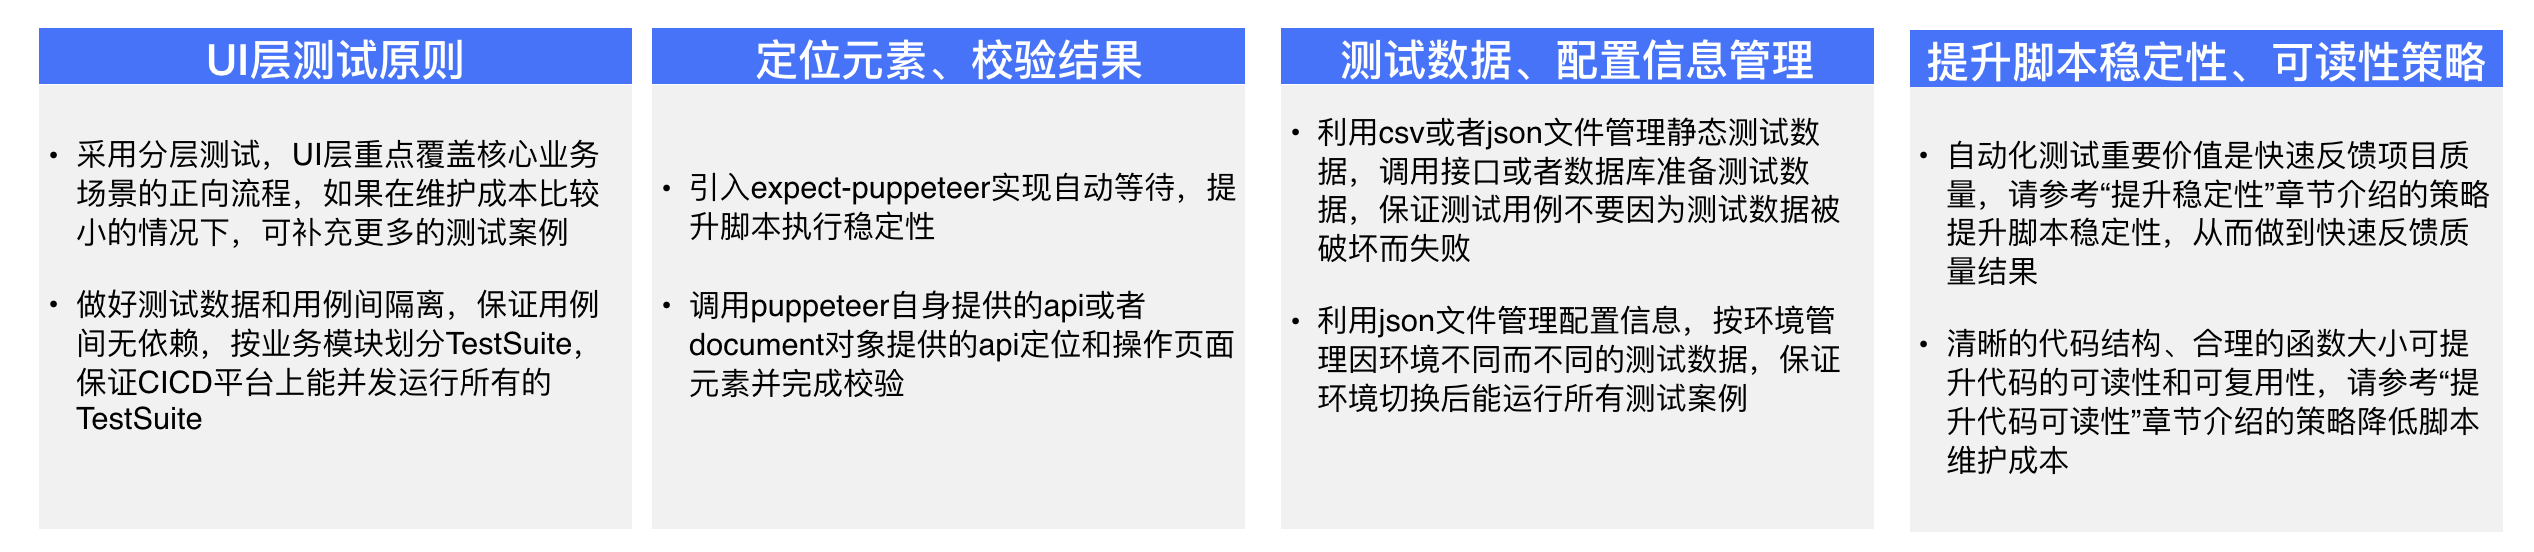 UI层测试原则
• 采用分层测试，UI层重点覆盖核心业务
场景的正向流程，如果在维护成本比较
小的情况下，可补充更多的测试案例
• 做好测试数据和用例间隔离，保证用例
间无依赖，按业务模块划分TestSuite，
保证CICD平台上能并发运行所有的
TestSuite
定位元素、校验结果
• 引入expect-puppeteer实现自动等待，提
升脚本执行稳定性
• 调用puppeteer自身提供的api或者
document对象提供的api定位和操作页面
元素并完成校验
测试数据、配置信息管理
• 利用csv或者json文件管理静态测试数
据，调用接口或者数据库准备测试数
据，保证测试用例不要因为测试数据被
破坏而失败
• 利用json文件管理配置信息，按环境管
理因环境不同而不同的测试数据，保证
环境切换后能运行所有测试案例
提升脚本稳定性、可读性策略
• 自动化测试重要价值是快速反馈项目质
量，请参考“提升稳定性”章节介绍的策略
提升脚本稳定性，从而做到快速反馈质
量结果
• 清晰的代码结构、合理的函数大小可提
升代码的可读性和可复用性，请参考“提
升代码可读性”章节介绍的策略降低脚本
维护成本